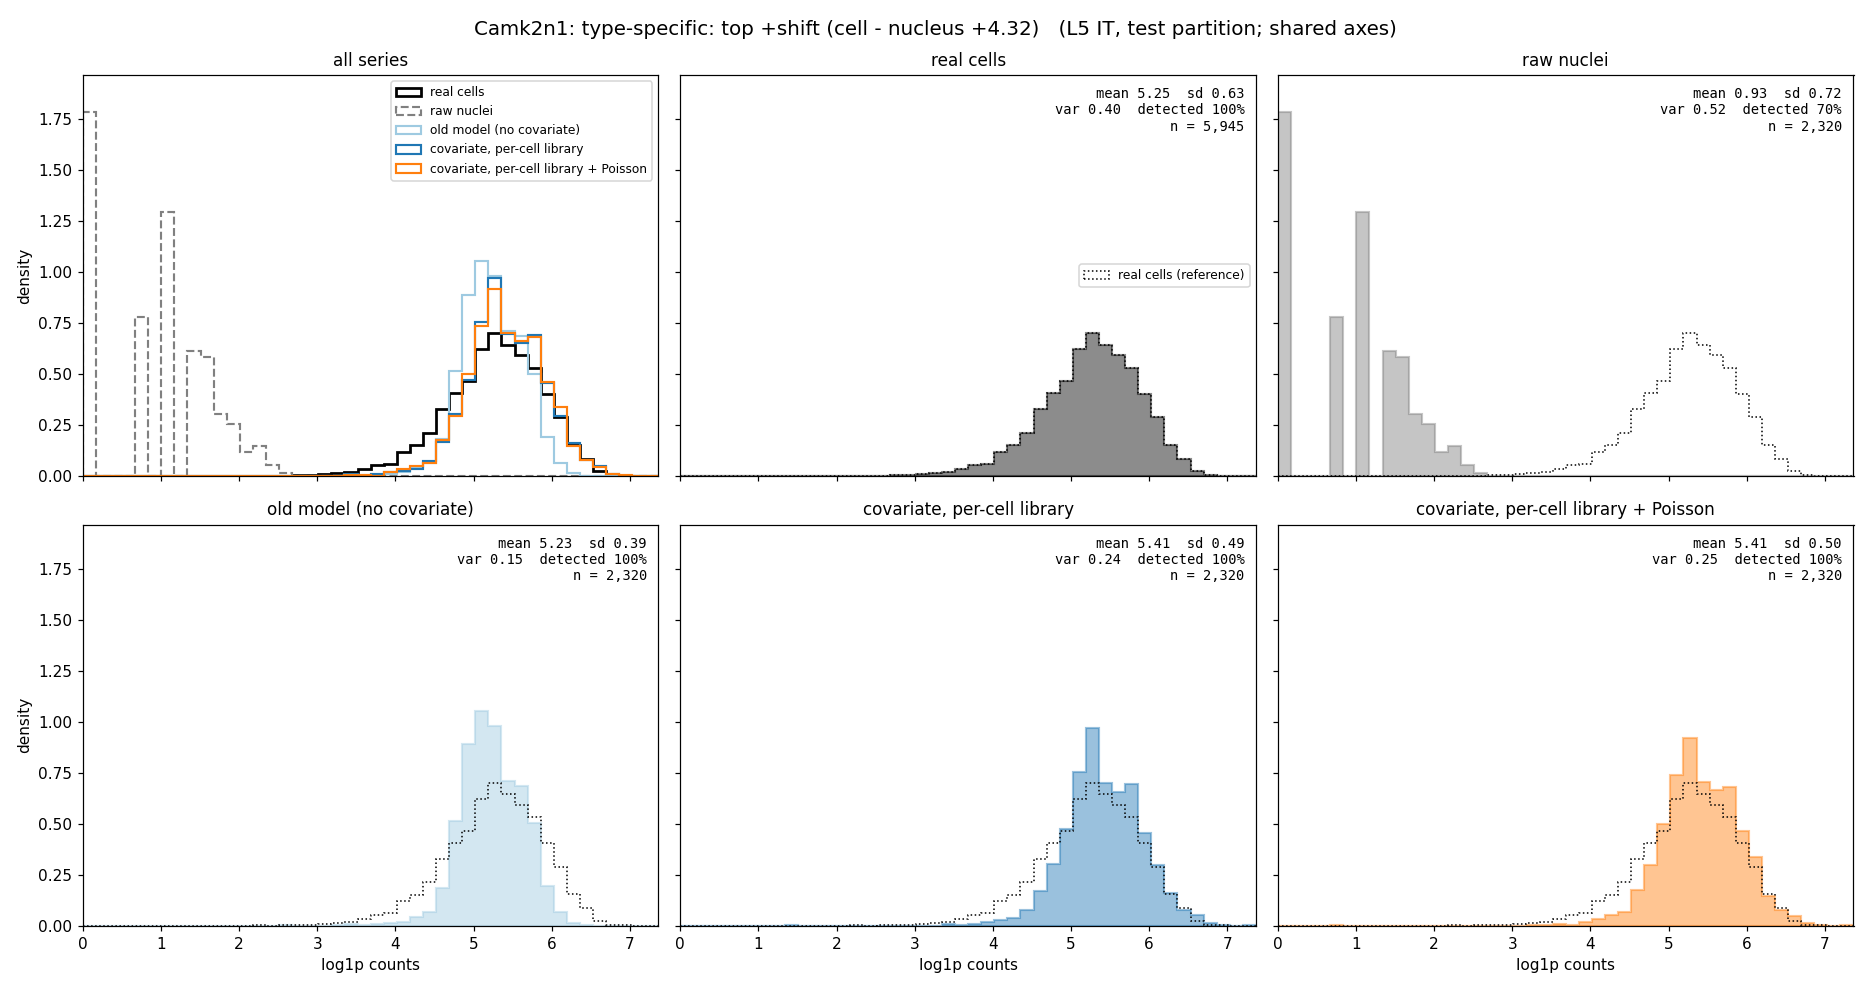 Camk2n1: type-specific: top +shift (cell - nucleus +4.32)   (L5 IT, test partition; shared axes)
all series
real cells
raw nuclei
density
0.00
0.25
0.50
0.75
1.00
1.25
1.50
1.75
real cells
raw nuclei
old model (no covariate)
covariate, per-cell library
covariate, per-cell library + Poisson
mean 5.25  sd 0.63
var 0.40  detected 100%
n = 5,945
real cells (reference)
mean 0.93  sd 0.72
var 0.52  detected 70%
n = 2,320
old model (no covariate)
covariate, per-cell library
covariate, per-cell library + Poisson
density
0.00
0.25
0.50
0.75
1.00
1.25
1.50
1.75
mean 5.23  sd 0.39
var 0.15  detected 100%
n = 2,320
mean 5.41  sd 0.49
var 0.24  detected 100%
n = 2,320
mean 5.41  sd 0.50
var 0.25  detected 100%
n = 2,320
0 1 2 3 4 5 6 7
0 1 2 3 4 5 6 7
0 1 2 3 4 5 6 7
log1p counts
log1p counts
log1p counts